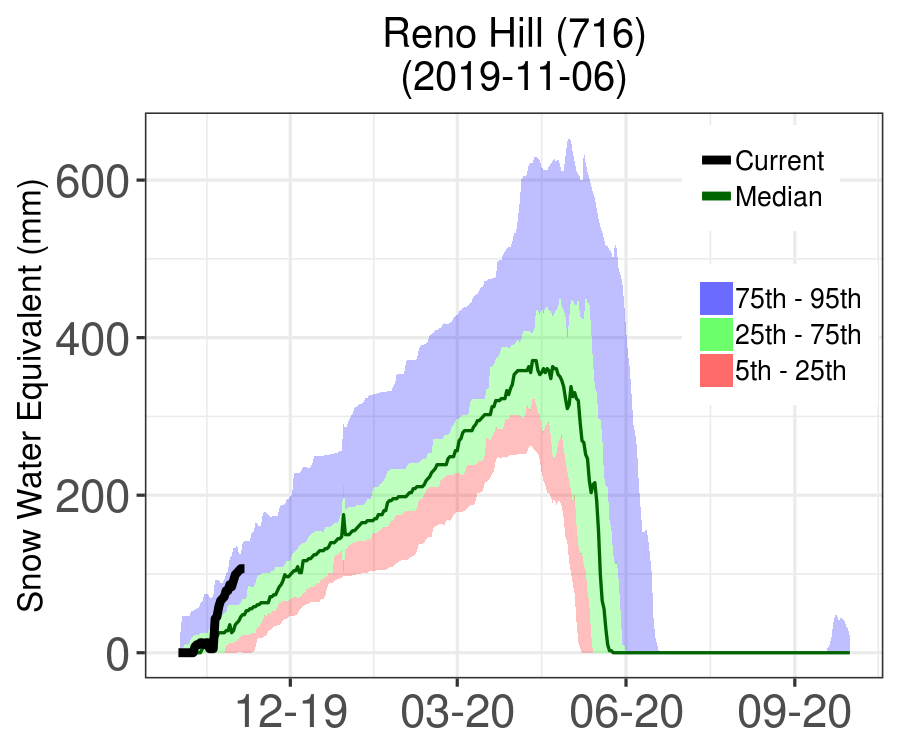 Reno Hill (716)
(2019-11-06)
Snow Water Equivalent (mm)
600
400
200
0
12-19
03-20
06-20
09-20
Current
Median
75th - 95th
25th - 75th
5th - 25th